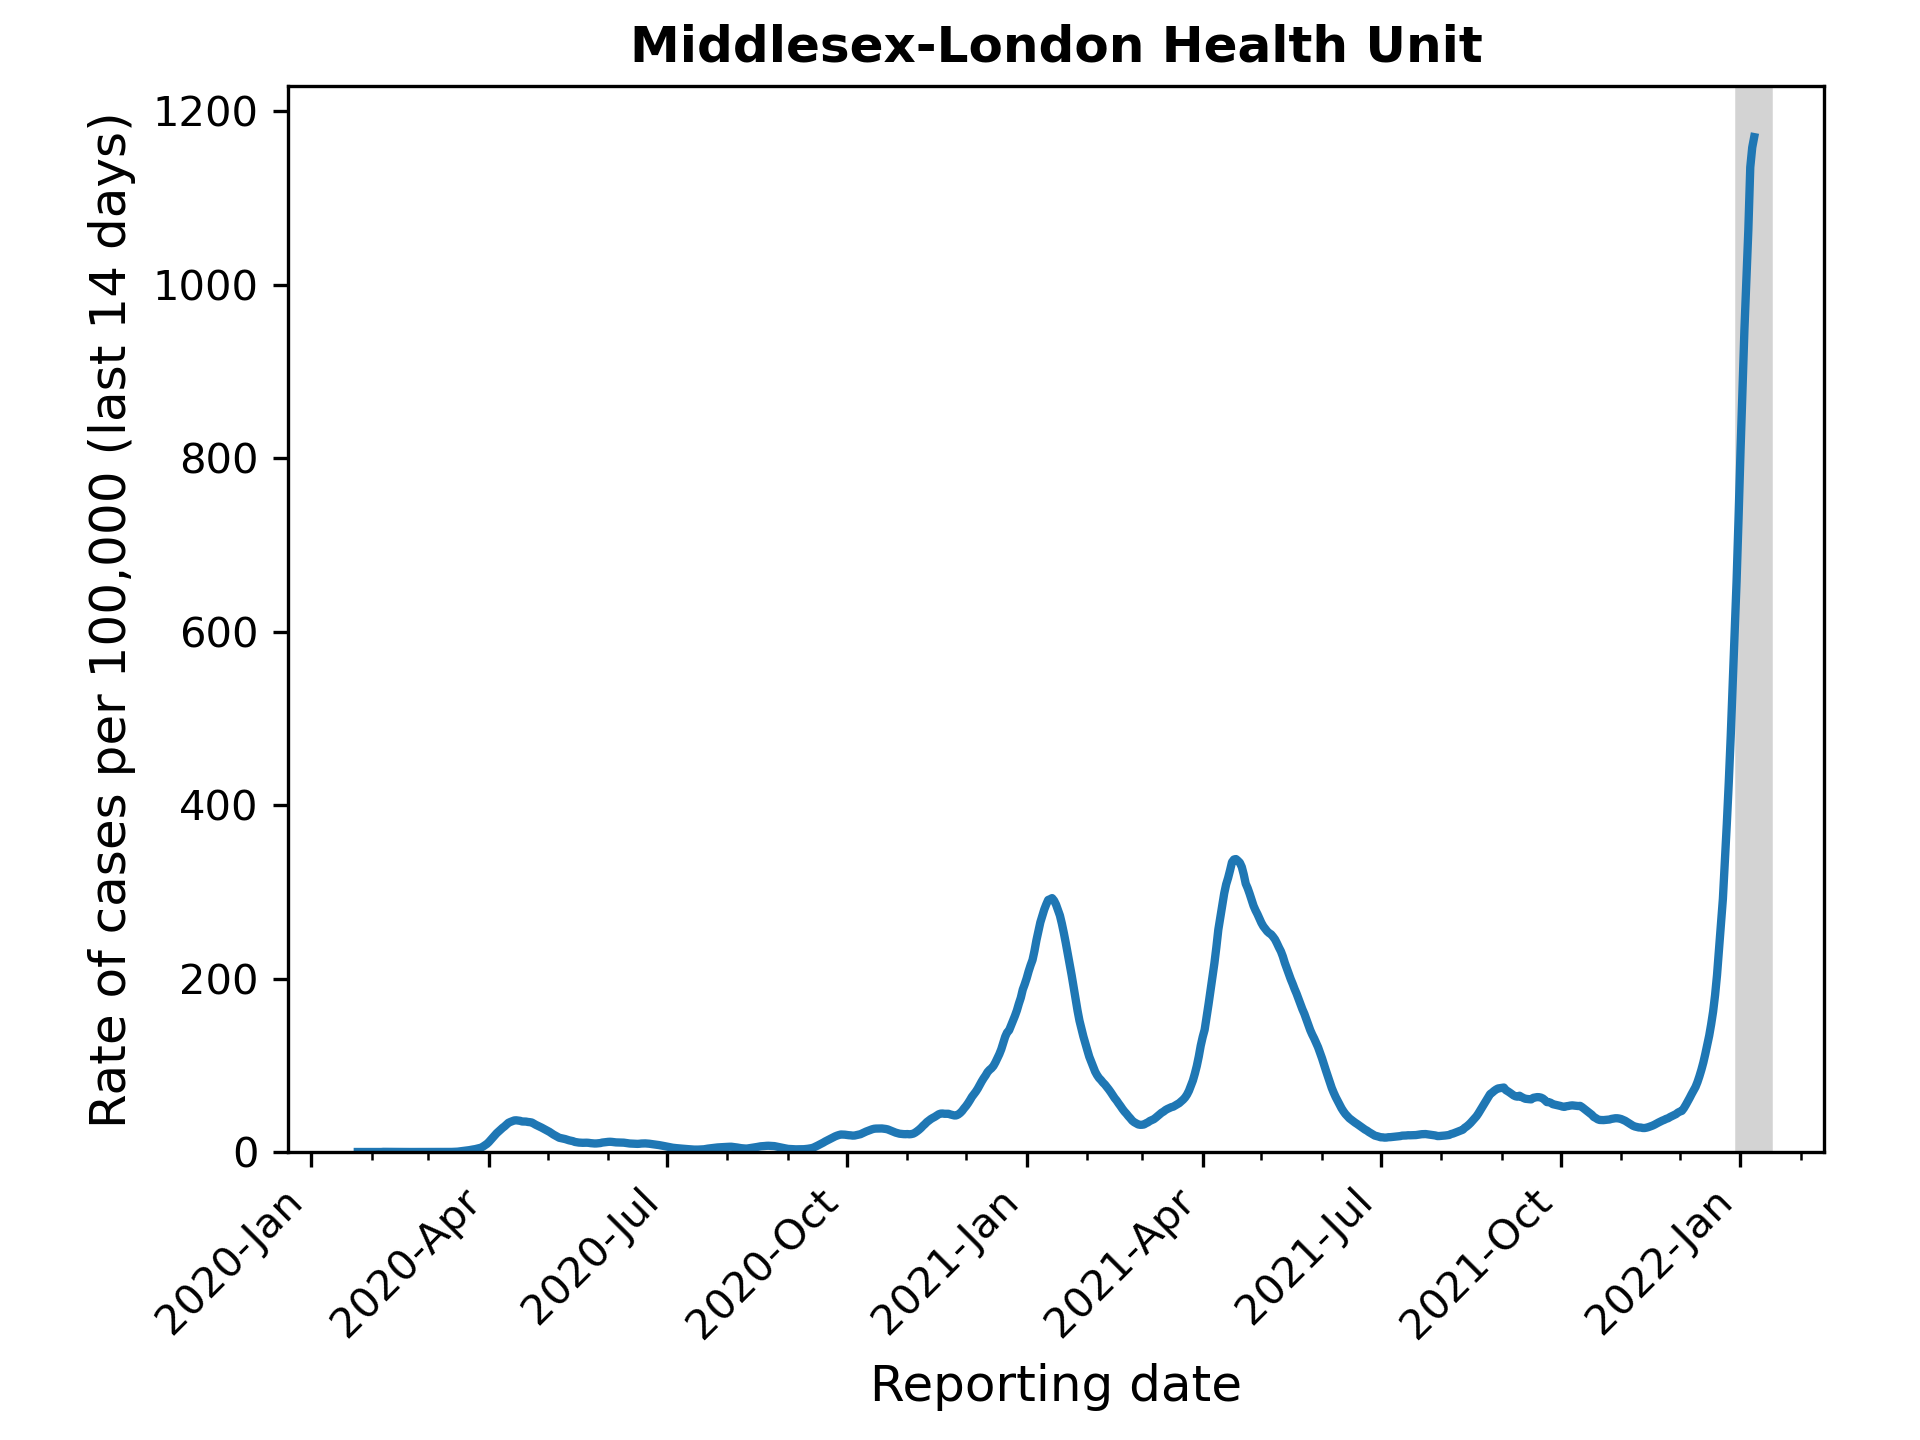 Middlesex-London Health Unit
Rate of cases per 100,000 (last 14 days)
1200
1000
800
600
400
200
0
2020-Jan
2020-Apr
2020-Jul
2020-Oct
2021-Jan
2021-Apr
2021-Jul
2021-Oct
2022-Jan
Reporting date